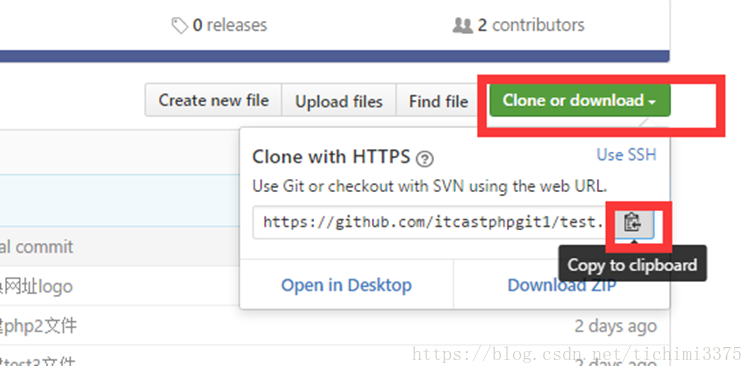 0 releases
2 contributors
Create new file
Upload files
Find file
Clone or download
Clone with HTTPS
Use SSH
Use Git or checkout with SVN using the web URL.
https://github.com/itcastphpgit1/test.
Copy to clipboard
al commit
Open in Desktop
Download ZIP
网址logo
php2文件
2 days ago
test3文件
2 days ago
https://blog.csdn.net/tichimi3375